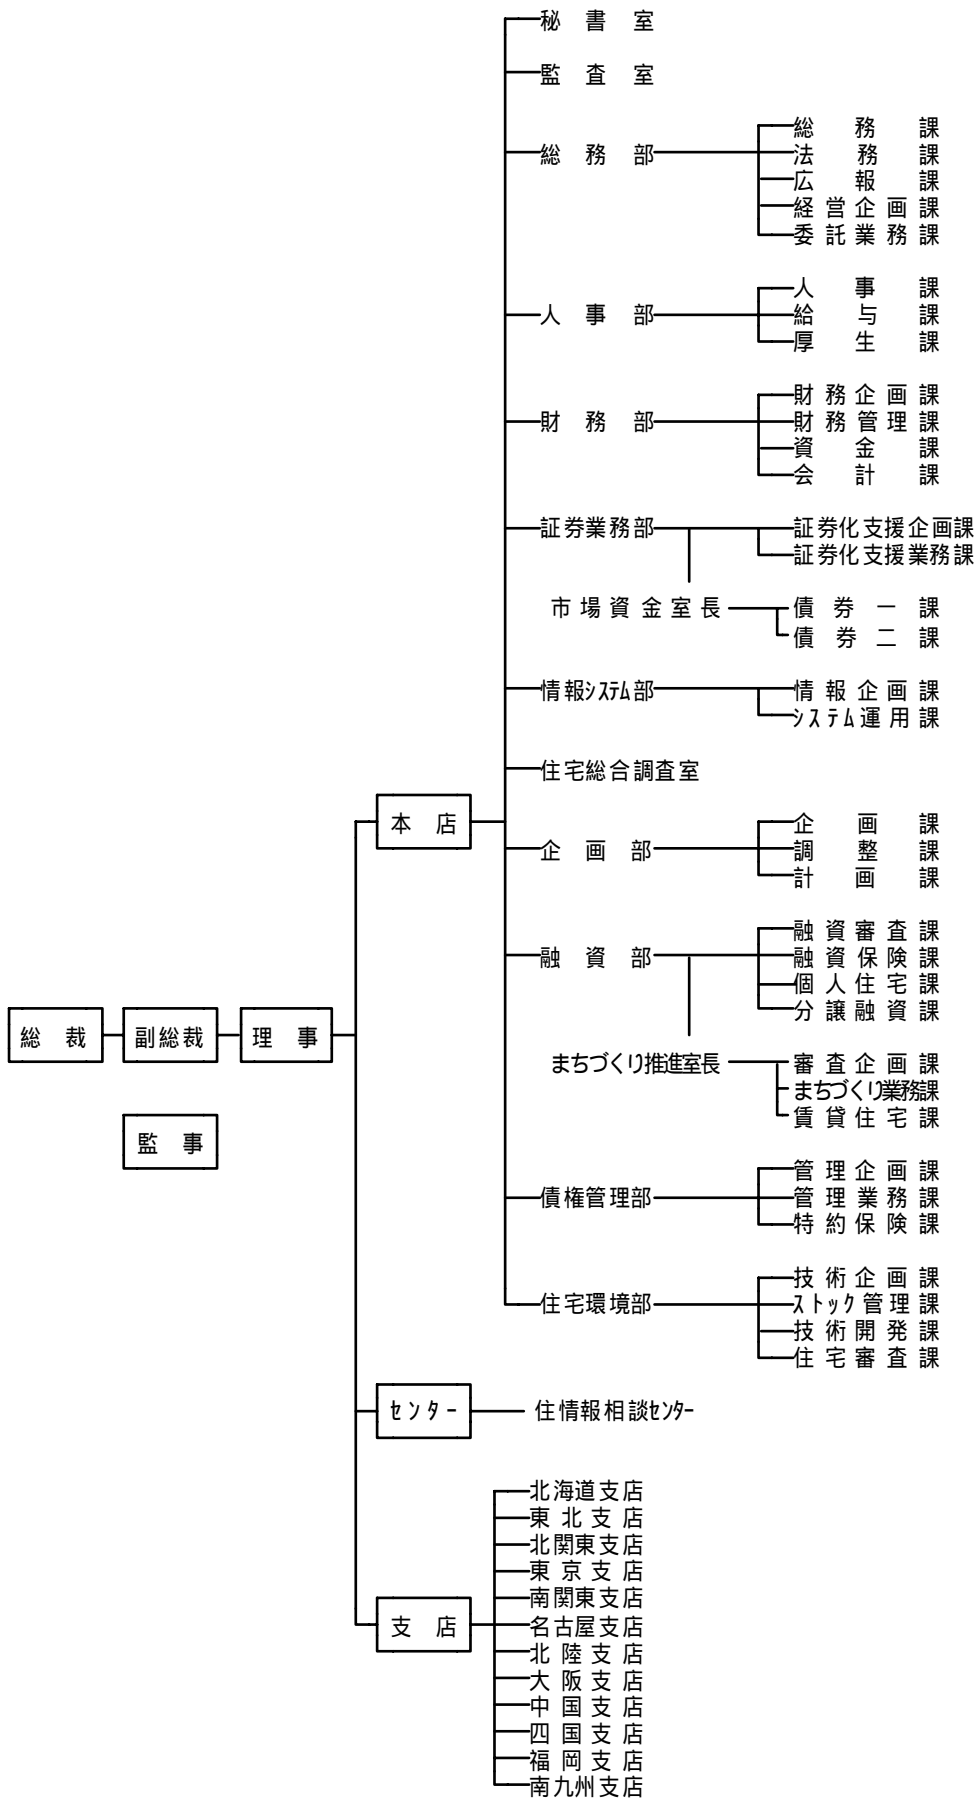 秘書室
監査室
総務部
総務課
法務課
広報課
経営企画課
委託業務課
人事部
人事課
給与課
厚生課
財務部
財務企画課
財務管理課
資金課
会計課
証券業務部
証券化支援企画課
証券化支援業務課
市場資金室長
債券一課
債券二課
情報ｼｽﾃﾑ部
情報企画課
ｼｽﾃﾑ運用課
住宅総合調査室
本店
企画部
企画課
調整課
計画課
融資部
融資審査課
融資保険課
個人住宅課
分譲融資課
総裁
副総裁
理事
まちづくり推進室長
審査企画課
まちづくり業務課
賃貸住宅課
監事
債権管理部
管理企画課
管理業務課
特約保険課
住宅環境部
技術企画課
ｽﾄｯｸ管理課
技術開発課
住宅審査課
ｾﾝﾀｰ
住情報相談ｾﾝﾀｰ
支店
北海道支店
東北支店
北関東支店
東京支店
南関東支店
名古屋支店
北陸支店
大阪支店
中国支店
四国支店
福岡支店
南九州支店